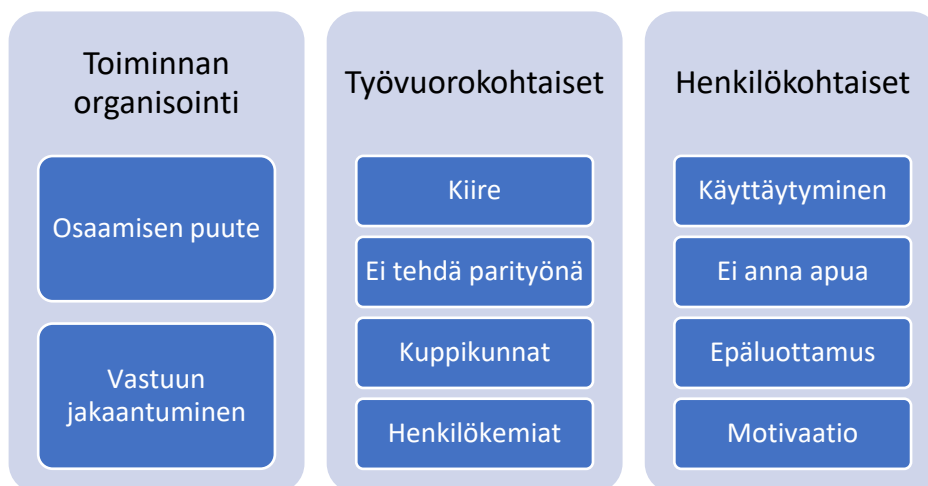 Toiminnan
organisointi
Osaamisen puute
Vastuun
jakaantuminen
Työvuorokohtaiset
Kiire
Ei tehdä parityönä
Kuppikunnat
Henkilökemiat
Henkilökohtaiset
Käyttäytyminen
Ei anna apua
Epäluottamus
Motivaatio